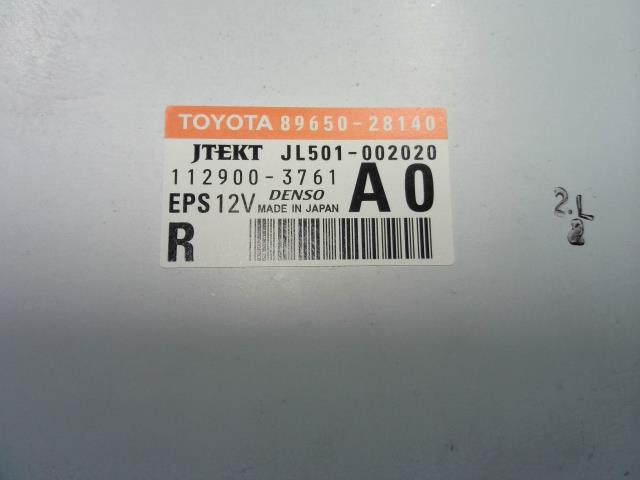 TOYOTA 89650-28140
JTEKT JL501-002020
112900-3761
EPS 12V DENSO MADE IN JAPAN A0
R
2.L